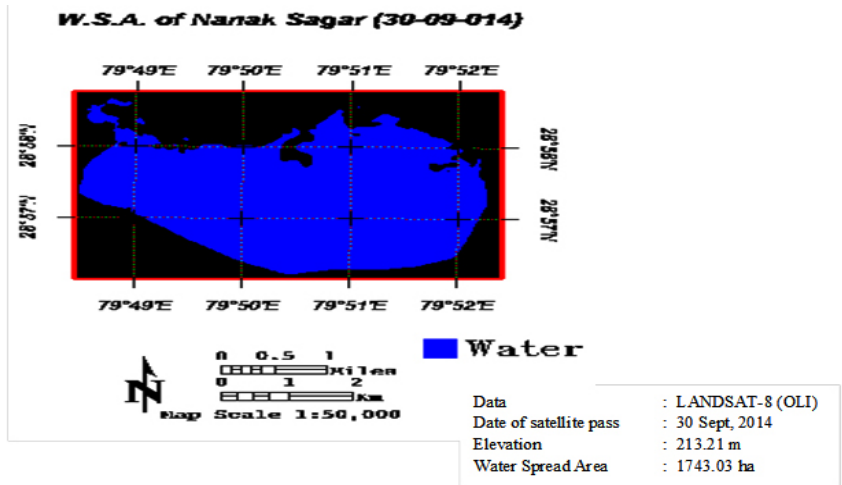 W.S.A. of Nanak Sagar (30-09-014)
79°49'E 79°50'E 79°51'E 79°52'E
28°58'N 28°58'N
28°57'N 28°57'N
79°49'E 79°50'E 79°51'E 79°52'E
Water
0 0.5 1
Miles
0 1 2
Km
N
Map Scale 1:50,000
Data : LANDSAT-8 (OLI)
Date of satellite pass : 30 Sept, 2014
Elevation : 213.21 m
Water Spread Area : 1743.03 ha